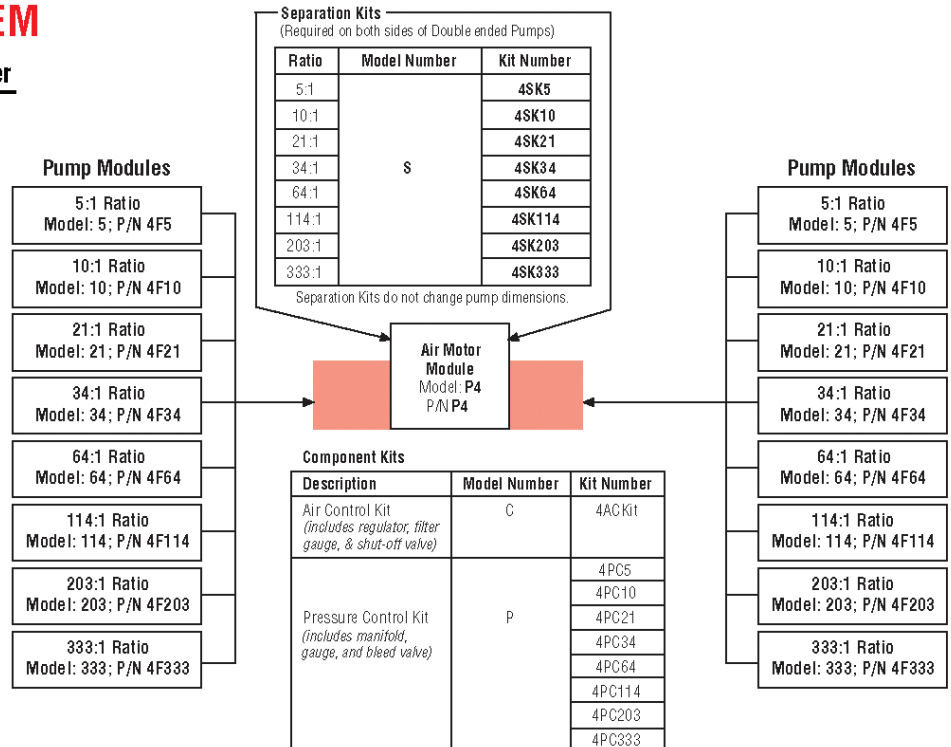 EM
er
Separation Kits
(Required on both sides of Double ended Pumps)
Ratio Model Number Kit Number
5:1 4SK5
10:1 4SK10
21:1 4SK21
34:1 S 4SK34
64:1 4SK64
114:1 4SK114
203:1 4SK203
333:1 4SK333
Separation Kits do not change pump dimensions.
Pump Modules
5:1 Ratio
Model: 5; P/N 4F5
10:1 Ratio
Model: 10; P/N 4F10
21:1 Ratio
Model: 21; P/N 4F21
34:1 Ratio
Model: 34; P/N 4F34
64:1 Ratio
Model: 64; P/N 4F64
114:1 Ratio
Model: 114; P/N 4F114
203:1 Ratio
Model: 203; P/N 4F203
333:1 Ratio
Model: 333; P/N 4F333
Air Motor
Module
Model: P4
P/N P4
Pump Modules
5:1 Ratio
Model: 5; P/N 4F5
10:1 Ratio
Model: 10; P/N 4F10
21:1 Ratio
Model: 21; P/N 4F21
34:1 Ratio
Model: 34; P/N 4F34
64:1 Ratio
Model: 64; P/N 4F64
114:1 Ratio
Model: 114; P/N 4F114
203:1 Ratio
Model: 203; P/N 4F203
333:1 Ratio
Model: 333; P/N 4F333
Component Kits
Description Model Number Kit Number
Air Control Kit C 4ACKit
(includes regulator, filter
gauge, & shut-off valve)
4PC5
4PC10
Pressure Control Kit P 4PC21
(includes manifold,
gauge, and bleed valve)
4PC34
4PC64
4PC114
4PC203
4PC333